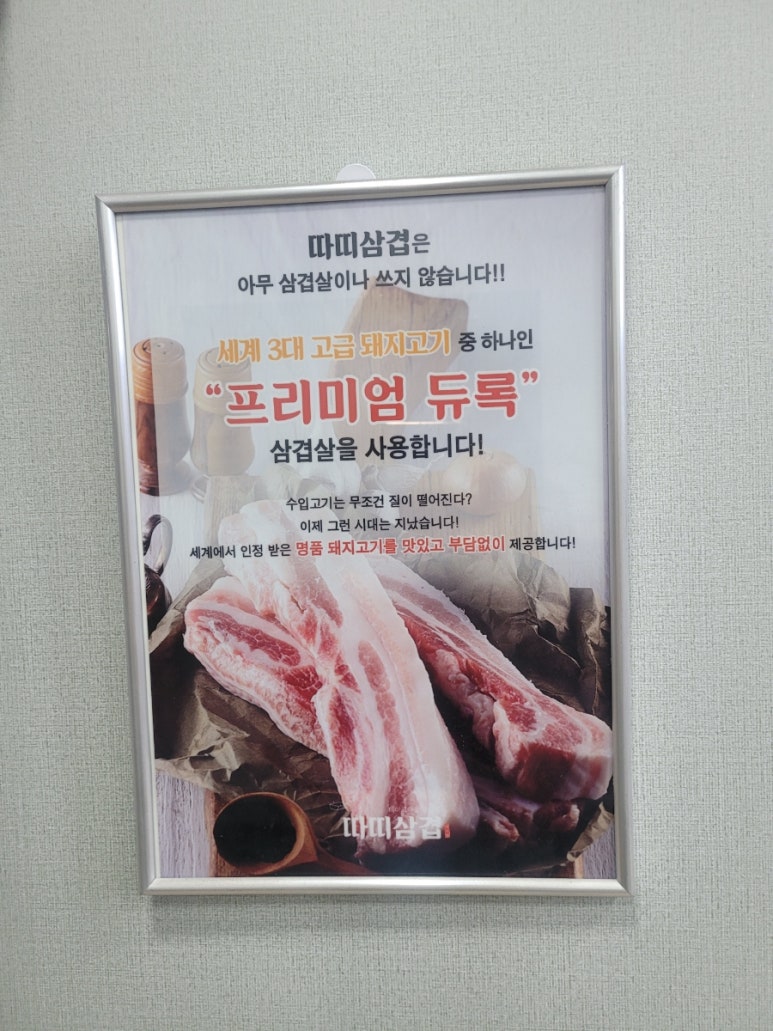 따띠삼겹은
아무 삼겹살이나 쓰지 않습니다!!
세계 3대 고급 돼지고기 중 하나인
“프리미엄 듀록”
삼겹살을 사용합니다!
수입고기는 무조건 질이 떨어진다?
이제 그런 시대는 지났습니다!
세계에서 인정 받은 명품 돼지고기를 맛있고 부담없이 제공합니다!
따띠삼겹